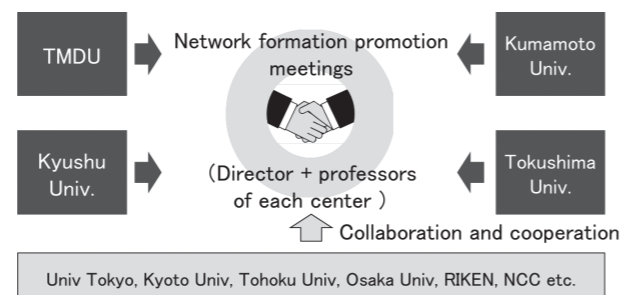 TMDU
Network formation promotion
meetings
Kumamoto
Univ.
Kyushu
Univ.
(Director + professors
of each center )
Tokushima
Univ.
Collaboration and cooperation
Univ Tokyo, Kyoto Univ, Tohoku Univ, Osaka Univ, RIKEN, NCC etc.